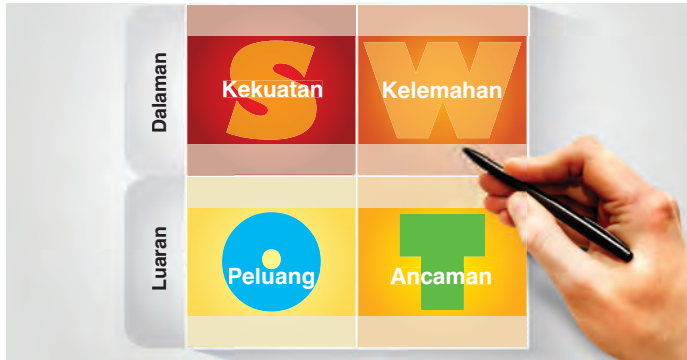 Dalaman
S
Kekuatan
W
Kelemahan
Luaran
O
Peluang
T
Ancaman